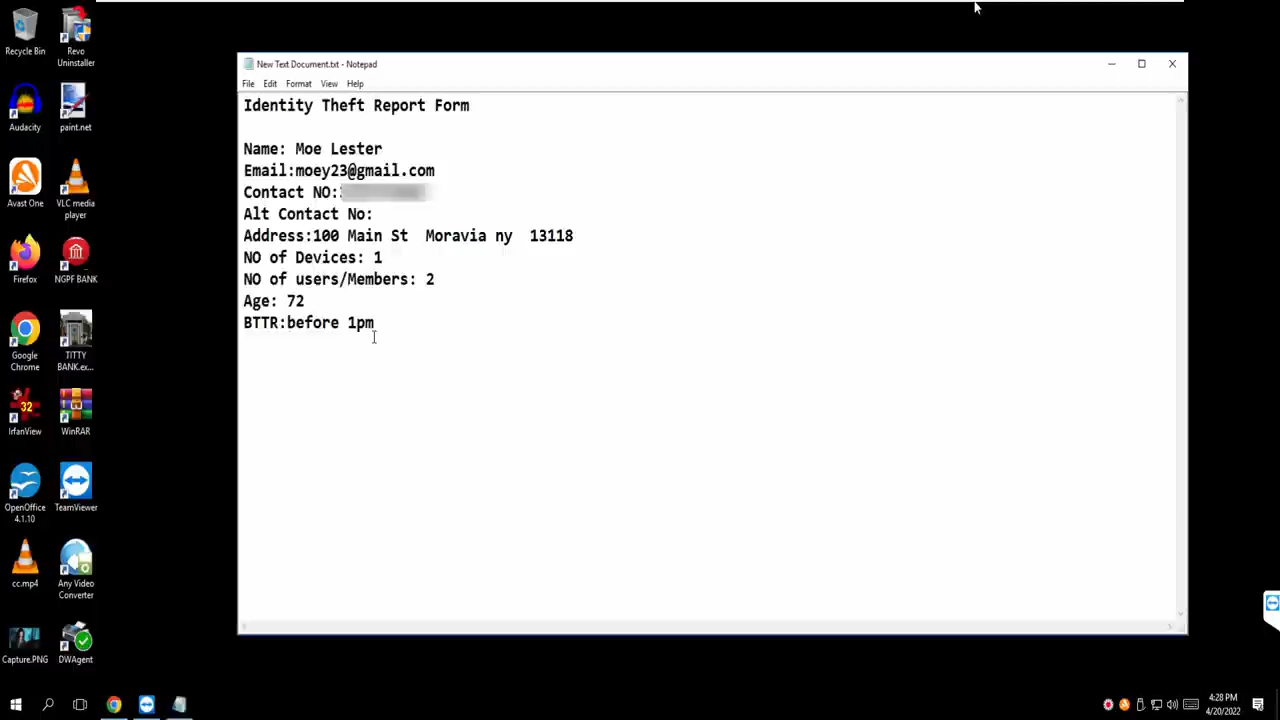 Recycle Bin
Revo
Uninstaller
Audacity
paint.net
Avast One
VLC media
player
Firefox
NGPF BANK
Google
Chrome
TITTY
BANK.ex...
32
IrfanView
WinRAR
OpenOffice
4.1.10
TeamViewer
cc.mp4
Any Video
Converter
Capture.PNG
DWAgent
New Text Document.txt - Notepad
File Edit Format View Help
Identity Theft Report Form
Name: Moe Lester
Email:moey23@gmail.com
Contact NO:
Alt Contact No:
Address:100 Main St  Moravia ny  13118
NO of Devices: 1
NO of users/Members: 2
Age: 72
BTTR:before 1pm
4:28 PM
4/20/2022